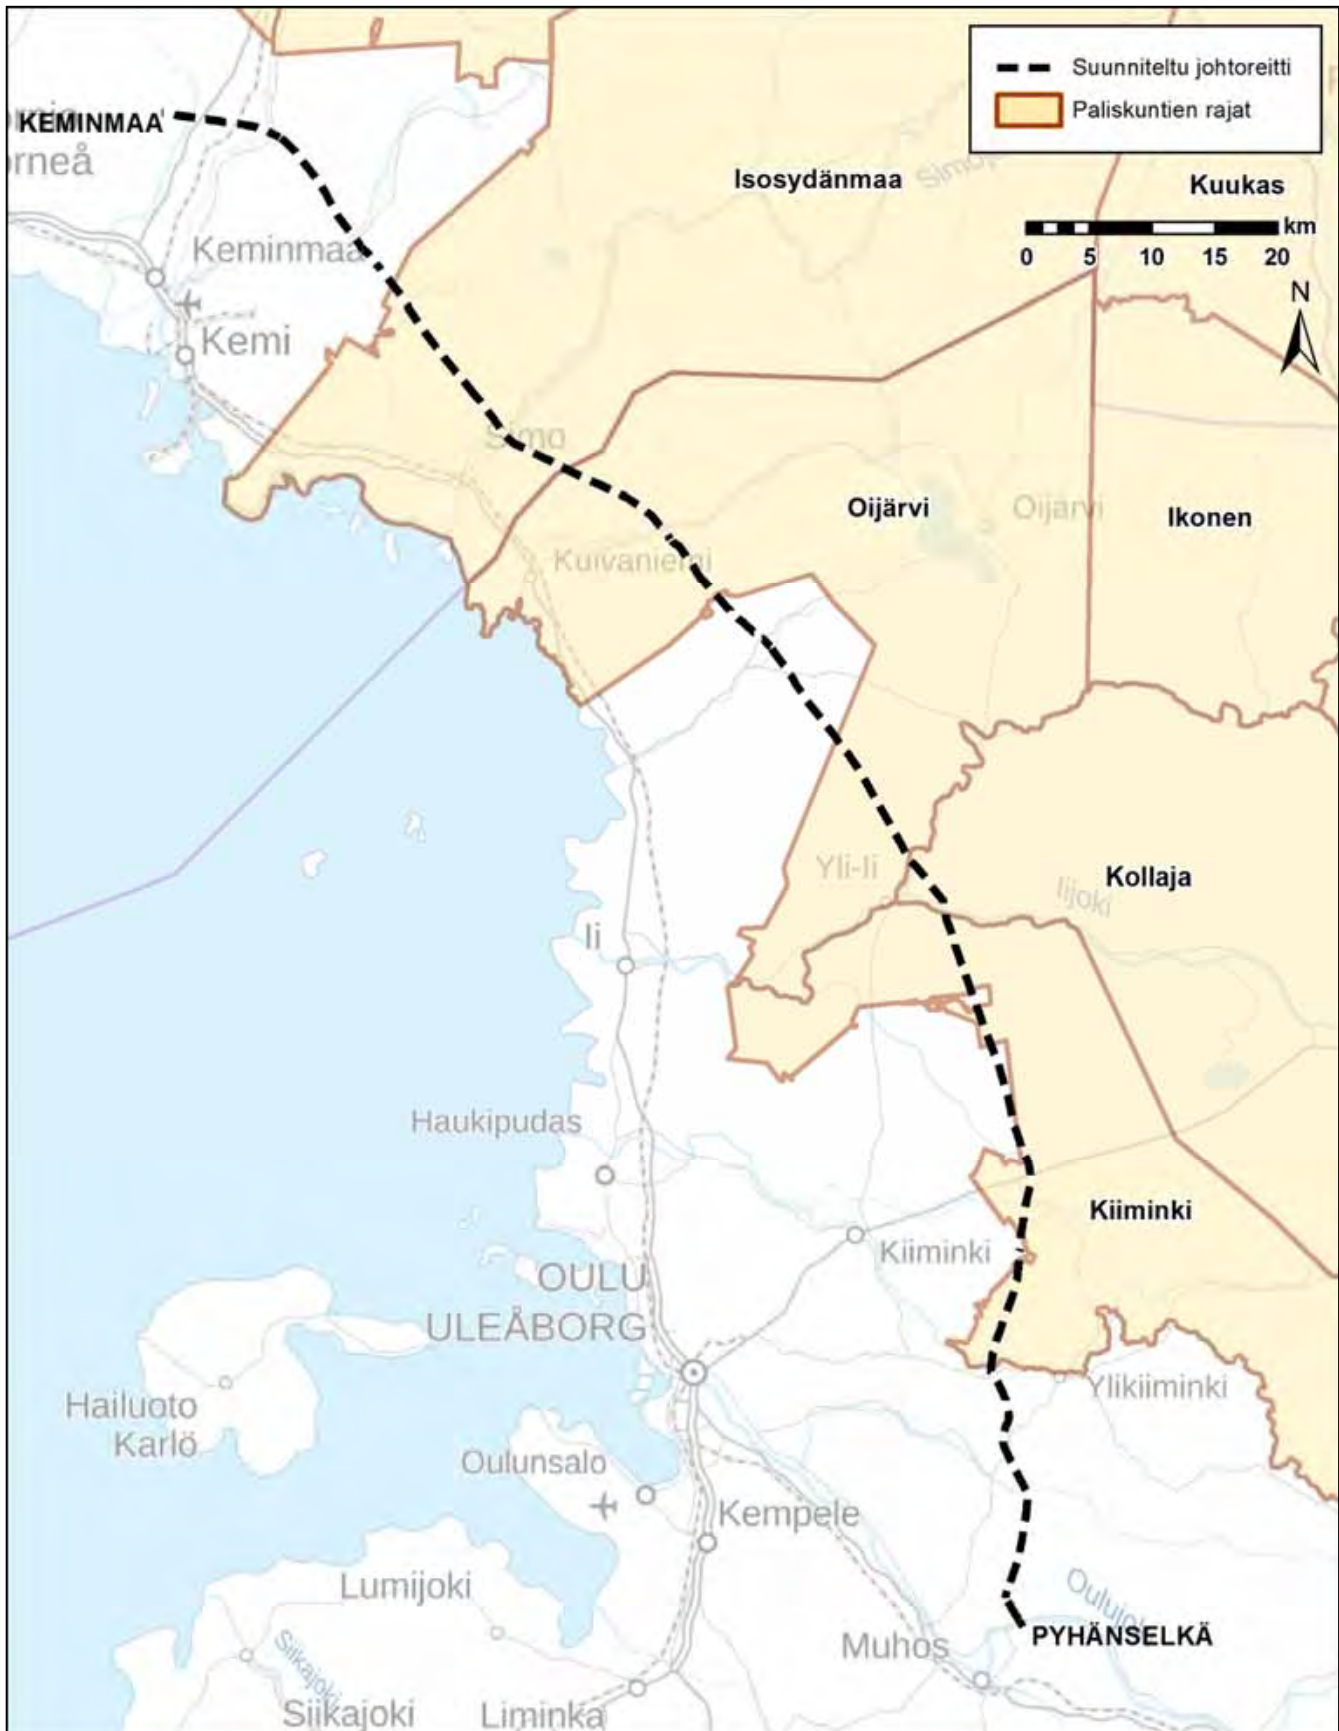 Suunniteltu johtoreitti
Paliskuntien rajat
KEMINMAA
orneå
Isosydänmaa
Kuukas
km
0 5 10 15 20
N
Keminmaa
Kemi
Simo
Oijärvi
Oijärvi
Ikonen
Kuivaniemi
Yli-Ii
Kollaja
Iijoki
Ii
Haukipudas
Kiiminki
Kiiminki
OULU
ULEÅBORG
Hailuoto
Karlö
Ylikiiminki
Oulunsalo
Kempele
Lumijoki
Siikajoki
PYHÄNSELKÄ
Muhos
Siikajoki
Liminka